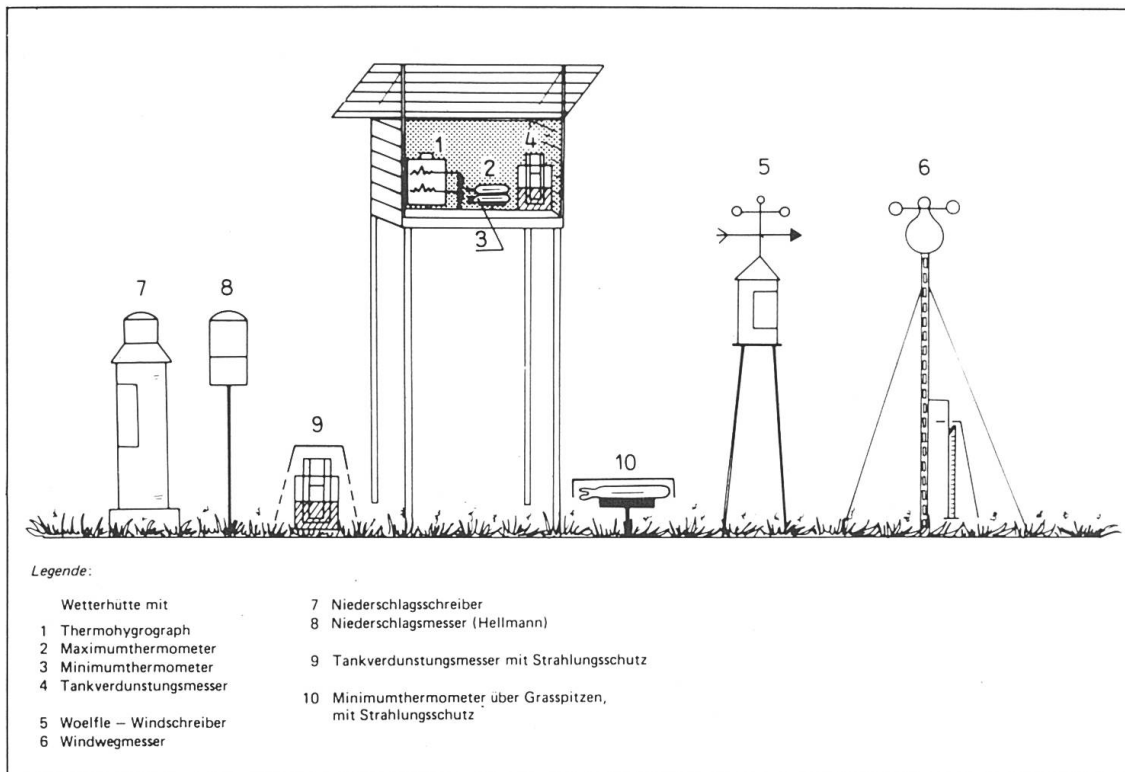 1
4
2
3
5
6
7
8
9
10
Legende:
Wetterhütte mit
1 Thermohygrograph
2 Maximumthermometer
3 Minimumthermometer
4 Tankverdunstungsmesser
5 Woelfle – Windschreiber
6 Windwegmesser
7 Niederschlagsschreiber
8 Niederschlagsmesser (Hellmann)
9 Tankverdunstungsmesser mit Strahlungsschutz
10 Minimumthermometer über Grasspitzen,
mit Strahlungsschutz